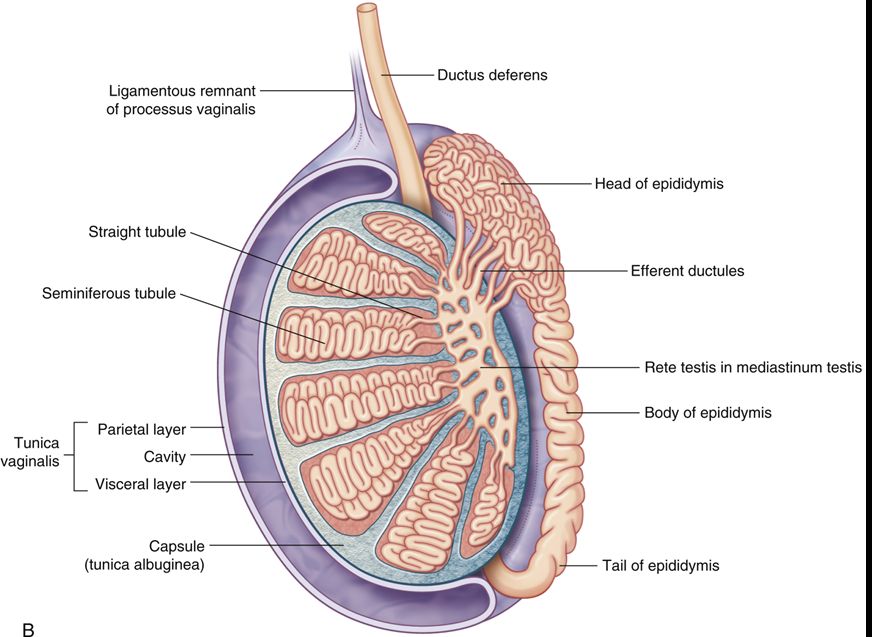 Ductus deferens
Ligamentous remnant
of processus vaginalis
Head of epididymis
Straight tubule
Efferent ductules
Seminiferous tubule
Rete testis in mediastinum testis
Body of epididymis
Tunica
vaginalis
Parietal layer
Cavity
Visceral layer
Capsule
(tunica albuginea)
Tail of epididymis
B